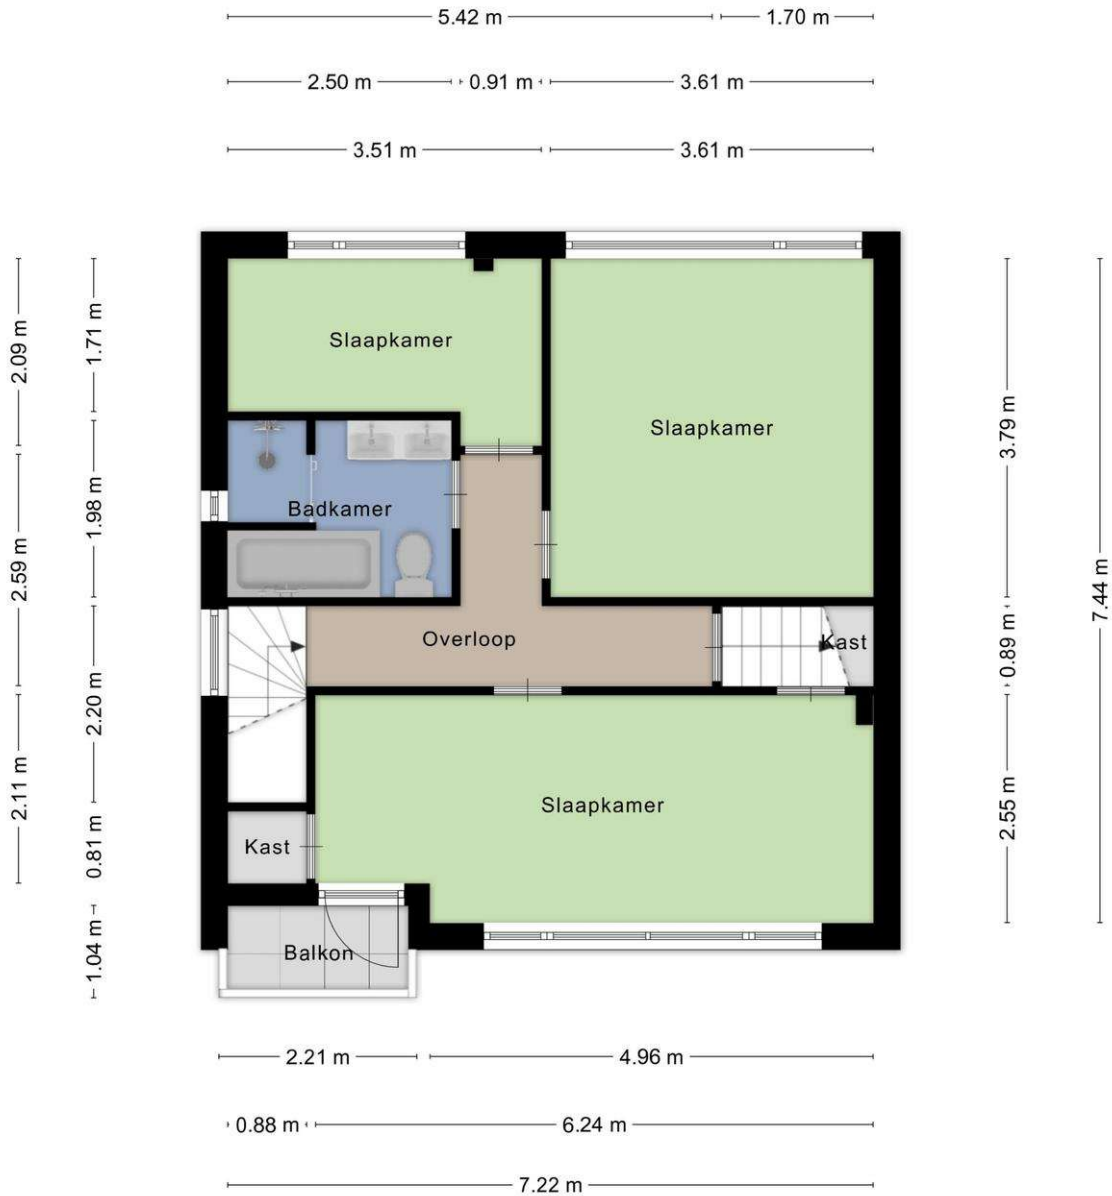 5.42 m
1.70 m
2.50 m
0.91 m
3.61 m
3.51 m
3.61 m
2.09 m
1.71 m
Slaapkamer
Slaapkamer
3.79 m
1.98 m
Badkamer
2.59 m
7.44 m
Overloop
Kast
0.89 m
2.20 m
2.11 m
Slaapkamer
2.55 m
0.81 m
Kast
1.04 m
Balkon
2.21 m
4.96 m
0.88 m
6.24 m
7.22 m